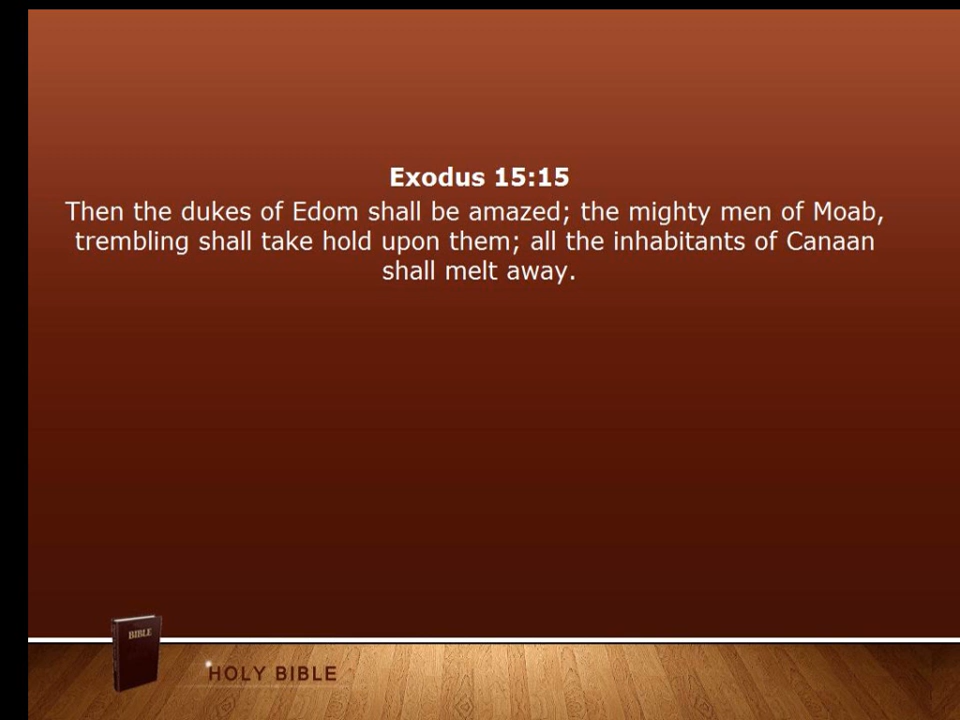 Exodus 15:15
Then the dukes of Edom shall be amazed; the mighty men of Moab,
trembling shall take hold upon them; all the inhabitants of Canaan
shall melt away.
BIBLE
HOLY BIBLE